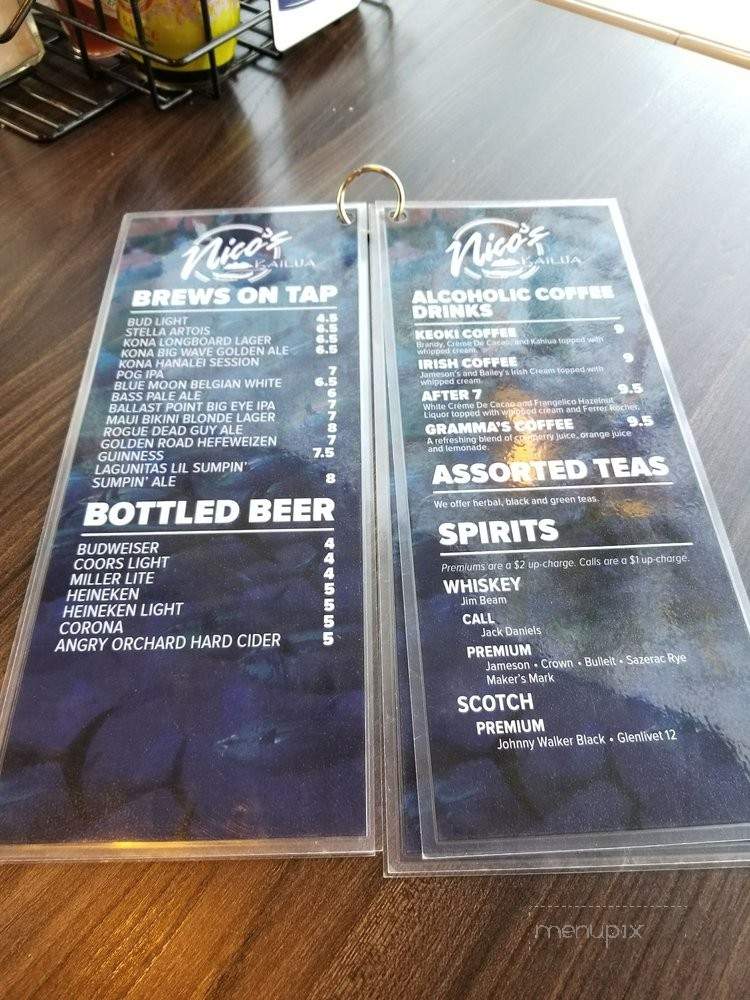 Nico's
KAILUA
BREWS ON TAP
BUD LIGHT 4.5
STELLA ARTOIS 6.5
KONA LONGBOARD LAGER 6.5
KONA BIG WAVE GOLDEN ALE 6.5
KONA HANALEI SESSION
POG IPA 7
BLUE MOON BELGIAN WHITE 6.5
BASS PALE ALE 6
BALLAST POINT BIG EYE IPA 7
MAUI BIKINI BLONDE LAGER 7
ROGUE DEAD GUY ALE 8
GOLDEN ROAD HEFEWEIZEN 7
GUINNESS 7.5
LAGUNITAS LIL SUMPIN'
SUMPIN' ALE 8
BOTTLED BEER
BUDWEISER 4
COORS LIGHT 4
MILLER LITE 4
HEINEKEN 5
HEINEKEN LIGHT 5
CORONA 5
ANGRY ORCHARD HARD CIDER 5
Nico's
KAILUA
ALCOHOLIC COFFEE
DRINKS
KEOKI COFFEE 9
Brandy, Crème De Cacao, and Kahlua topped with
whipped cream.
IRISH COFFEE 9
Jameson's and Bailey's Irish Cream topped with
whipped cream.
AFTER 7 9.5
White Crème De Cacao and Frangelico Hazelnut
Liquor topped with whipped cream and Ferrer Rocher.
GRAMMA'S COFFEE 9.5
A refreshing blend of cranberry juice, orange juice
and lemonade.
ASSORTED TEAS
We offer herbal, black and green teas.
SPIRITS
Premiums are a $2 up-charge. Calls are a $1 up-charge.
WHISKEY
Jim Beam
CALL
Jack Daniels
PREMIUM
Jameson • Crown • Bulleit • Sazerac Rye
Maker's Mark
SCOTCH
PREMIUM
Johnny Walker Black • Glenlivet 12
menupix